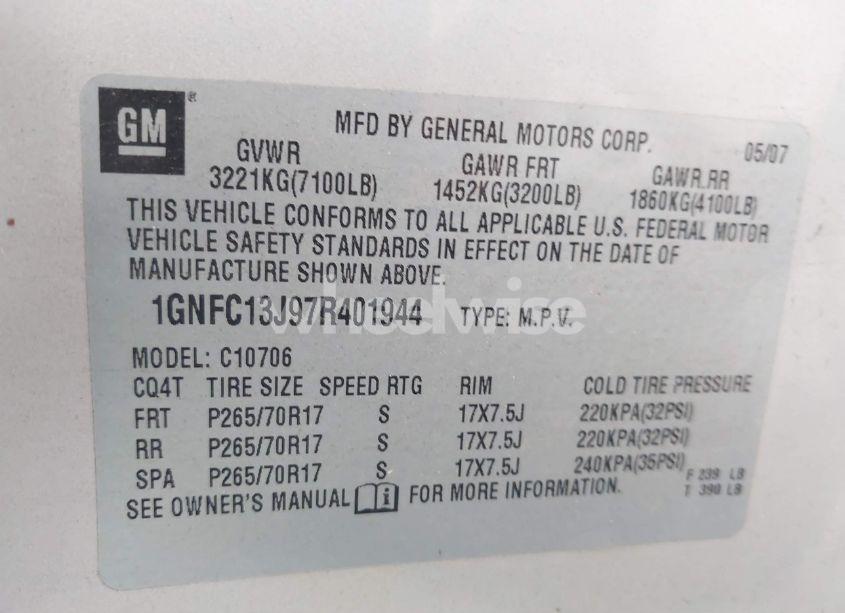 GM ®
MFD BY GENERAL MOTORS CORP. 05/07
GVWR GAWR FRT GAWR.RR
3221KG(7100LB) 1452KG(3200LB) 1860KG(4100LB)
THIS VEHICLE CONFORMS TO ALL APPLICABLE U.S. FEDERAL MOTOR
VEHICLE SAFETY STANDARDS IN EFFECT ON THE DATE OF
MANUFACTURE SHOWN ABOVE.
wheelwise
1GNFC13J97R401944 TYPE: M.P.V.
MODEL: C10706
CQ4T TIRE SIZE SPEED RTG RIM COLD TIRE PRESSURE
FRT P265/70R17 S 17X7.5J 220KPA(32PSI)
RR P265/70R17 S 17X7.5J 220KPA(32PSI)
SPA P265/70R17 S 17X7.5J 240KPA(35PSI)
F 239 LB
T 390 LB
SEE OWNER'S MANUAL i FOR MORE INFORMATION.